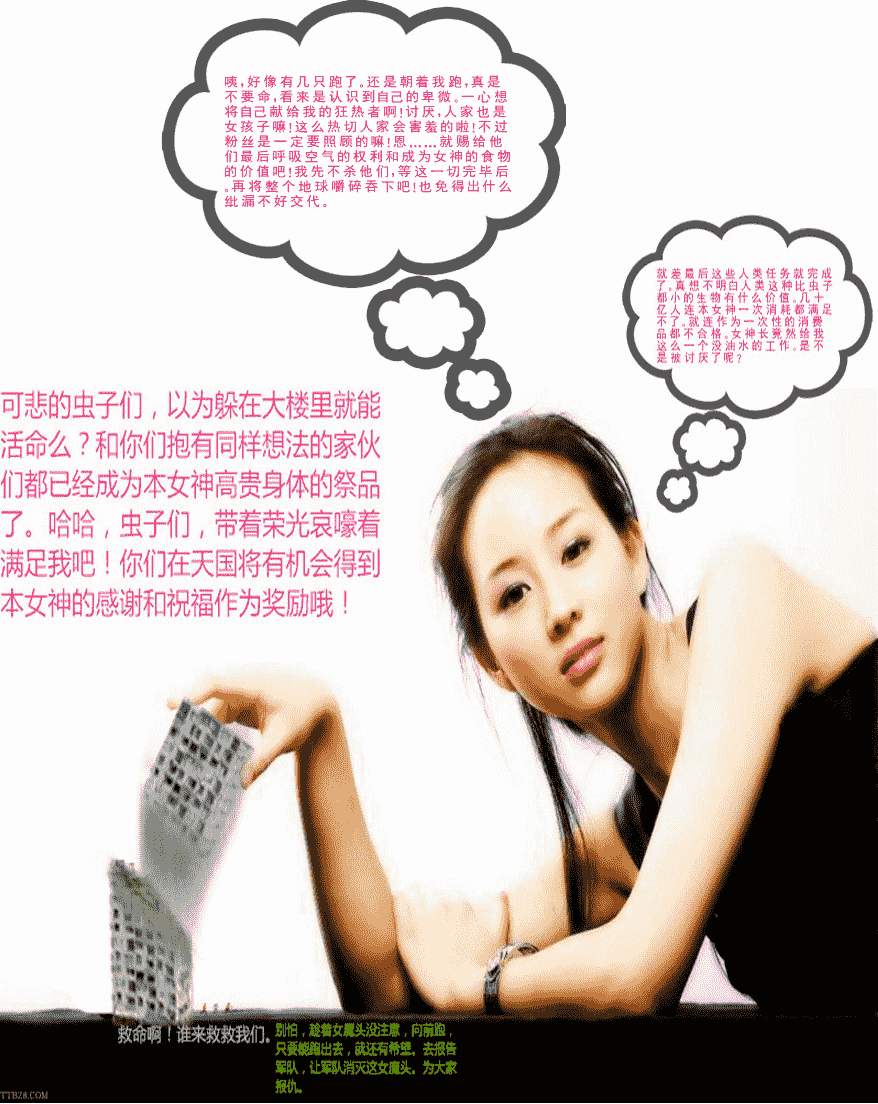 咦，好像有几只跑了。还是朝着我跑，真是
不要命，看来是认识到自己的卑微。一心想
将自己献给我的狂热者啊！讨厌，人家也是
女孩子嘛！这么热切人家会害羞的啦！不过
粉丝是一定要照顾的嘛！恩……就赐给他
们最后呼吸空气的权利和成为女神的食物
的价值吧！我先不杀他们，等这一切完毕后
。再将整个地球嚼碎吞下吧！也免得出什么
纰漏不好交代。
就差最后这些人类任务就完成
了。真想不明白人类这种比虫子
都小的生物有什么价值。几十
亿人连本女神一次消耗都满足
不了。就连作为一次性的消费
品都不合格。女神长竟然给我
这么一个没油水的工作。是不
是被讨厌了呢？
可悲的虫子们，以为躲在大楼里就能
活命么？和你们抱有同样想法的家伙
们都已经成为本女神高贵身体的祭品
了。哈哈，虫子们，带着荣光哀嚎着
满足我吧！你们在天国将有机会得到
本女神的感谢和祝福作为奖励哦！
救命啊！谁来救救我们。
别怕，趁着女魔头没注意，向前跑，
只要能跑出去，就还有希望。去报告
军队，让军队消灭这女魔头。为大家
报仇。
TTBZ8.COM